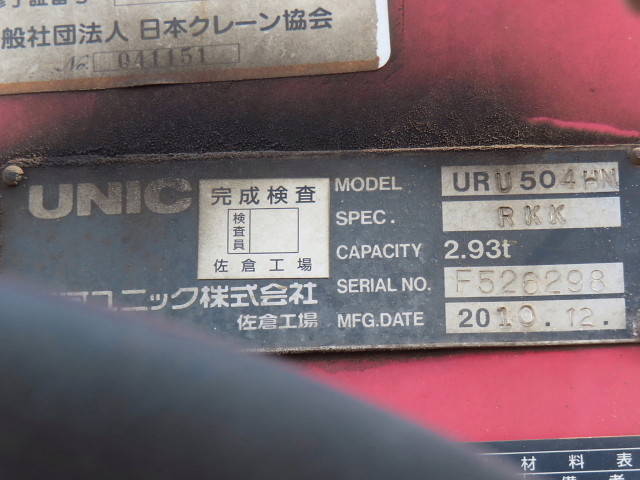 般社団法人 日本クレーン協会
No. 041151
UNIC
完成検査
検査員
佐倉工場
ユニック株式会社
佐倉工場
MODEL URU504HN
SPEC. RKK
CAPACITY 2.93t
SERIAL NO. F526298
MFG.DATE 2010.12.
材料表
備考